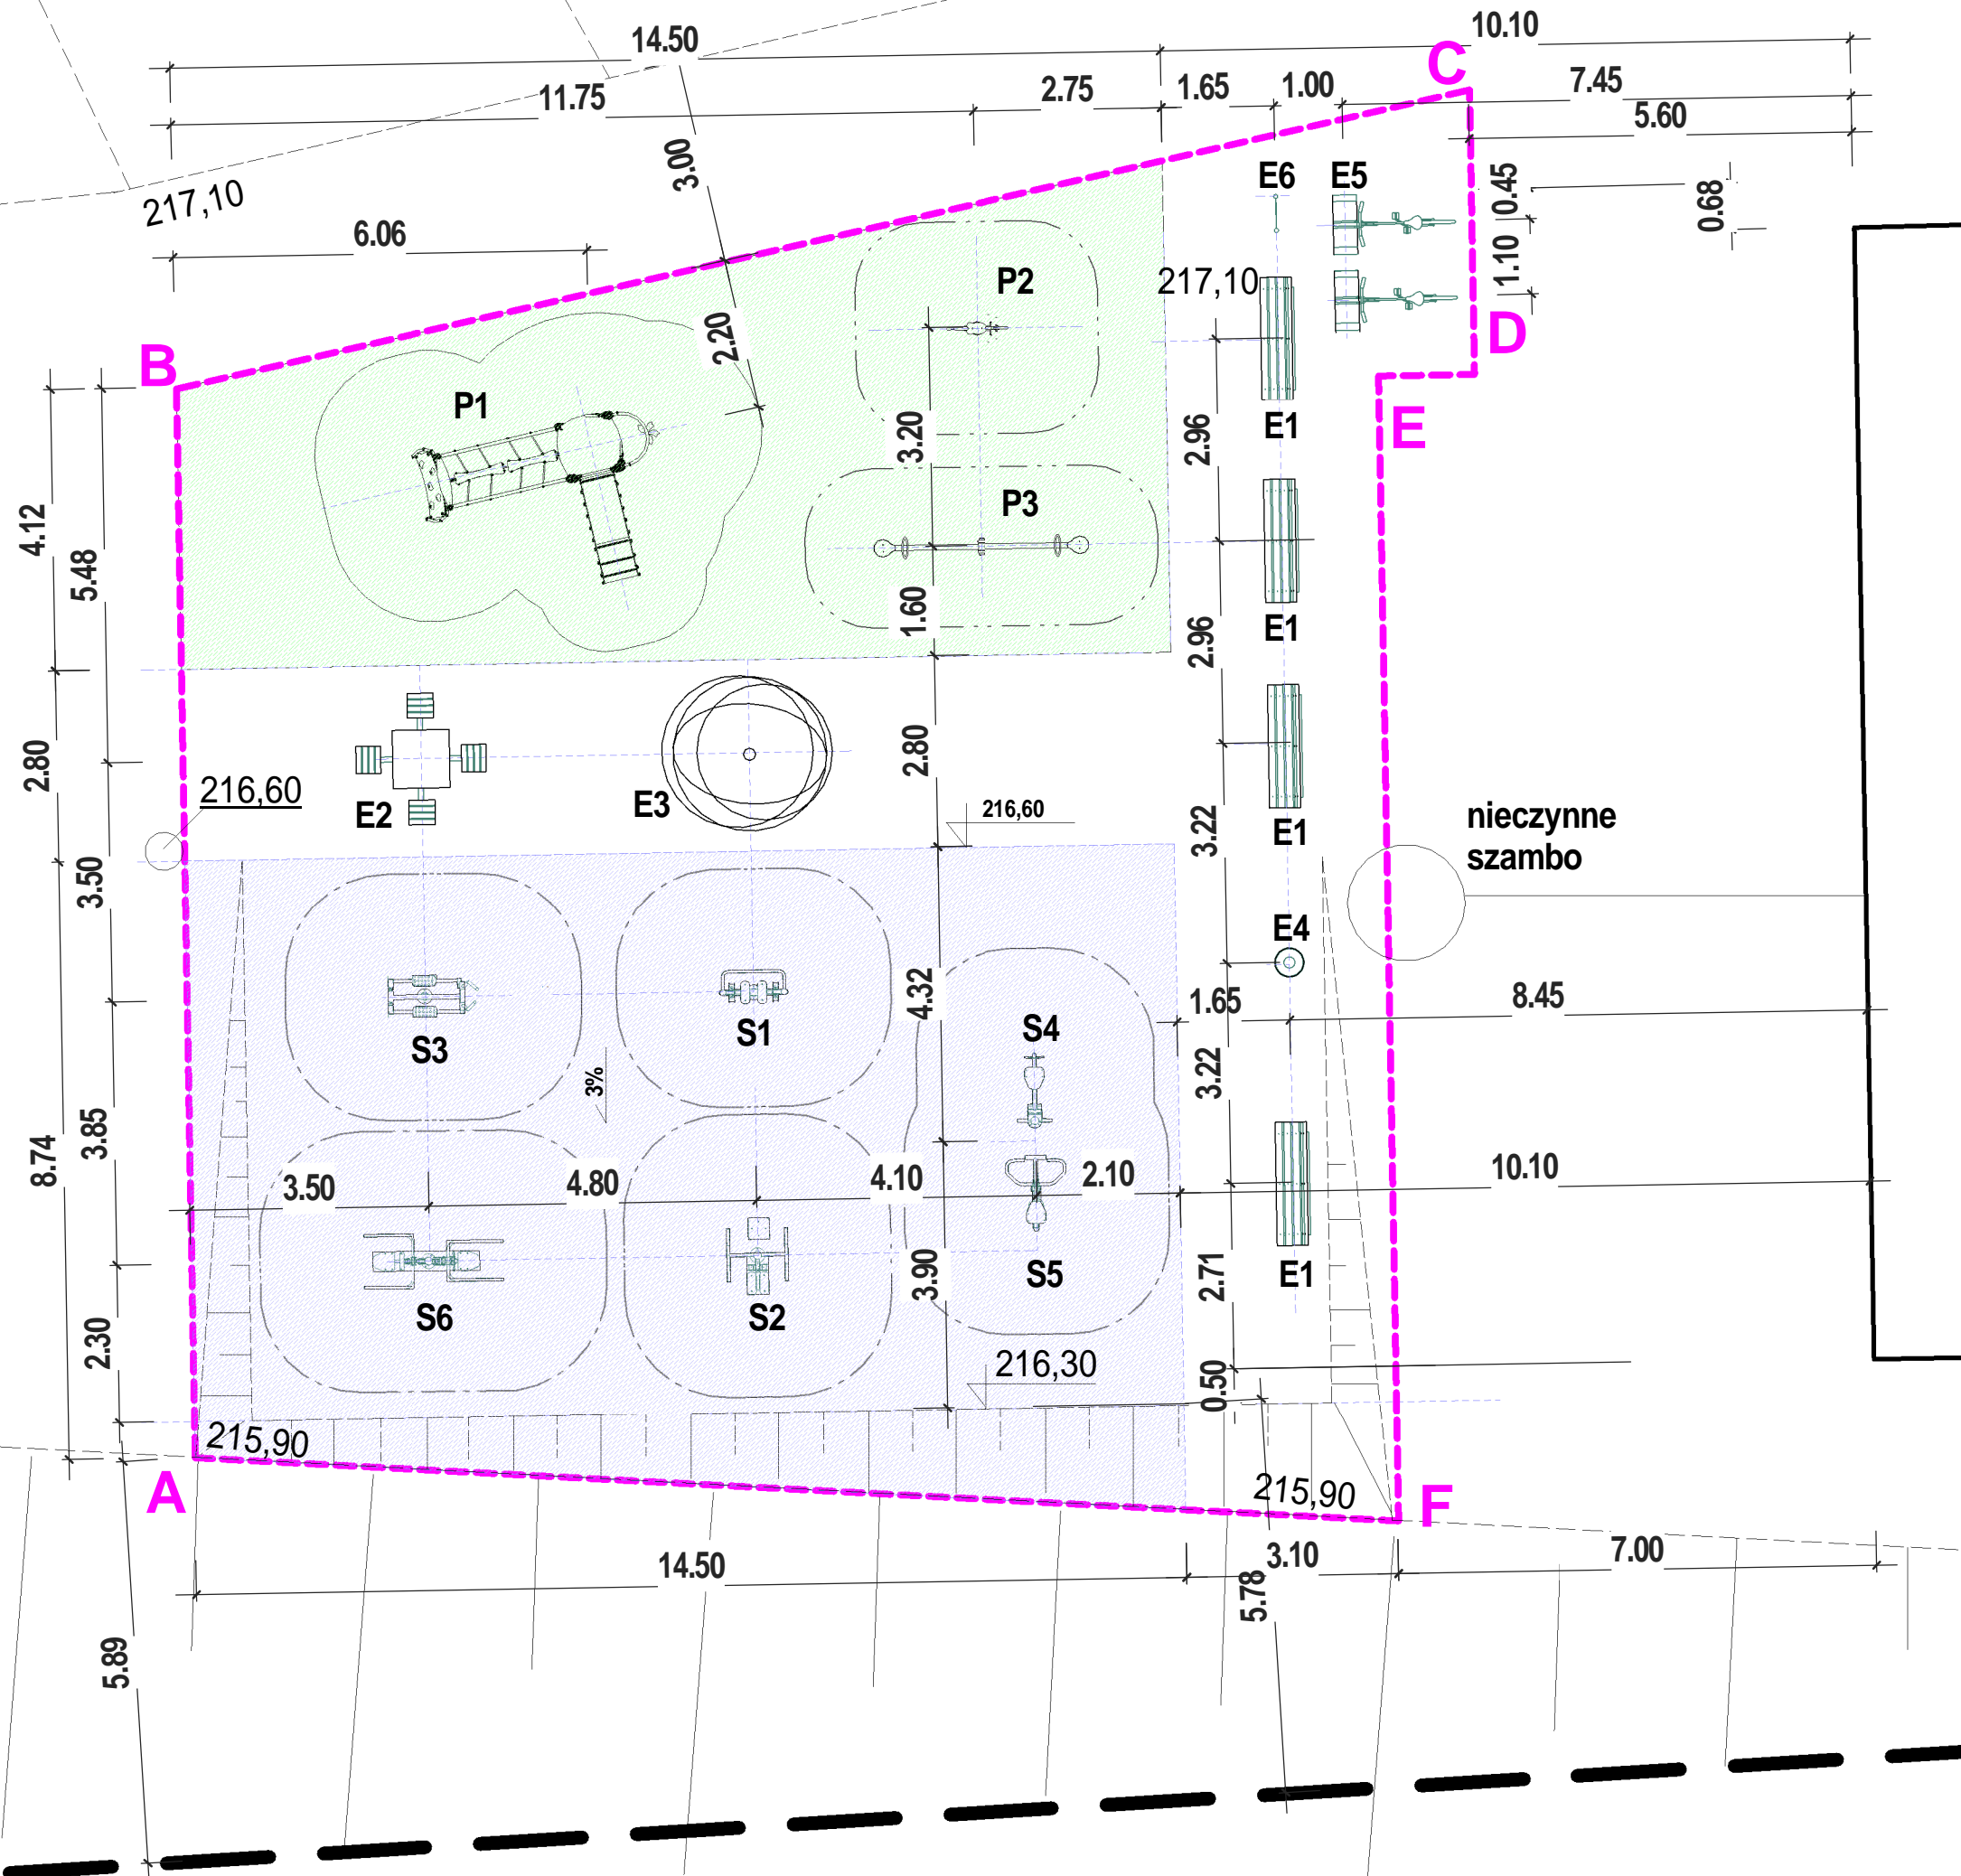 14.50
10.10
C
11.75
2.75
1.65
1.00
7.45
5.60
3.00
217,10
E6
E5
0.45
0.68
6.06
P2
217,10
1.10
B
2.20
D
P1
3.20
E1
E
2.96
4.12
P3
5.48
1.60
E1
2.96
2.80
2.80
216,60
E2
E3
216,60
E1
nieczynne
szambo
3.22
3.50
E4
4.32
1.65
8.45
S3
S1
S4
3%
3.22
3.85
8.74
3.50
4.80
4.10
2.10
10.10
3.90
S5
2.71
E1
S6
S2
2.30
216,30
0.50
215,90
A
215,90
F
14.50
3.10
7.00
5.78
5.89